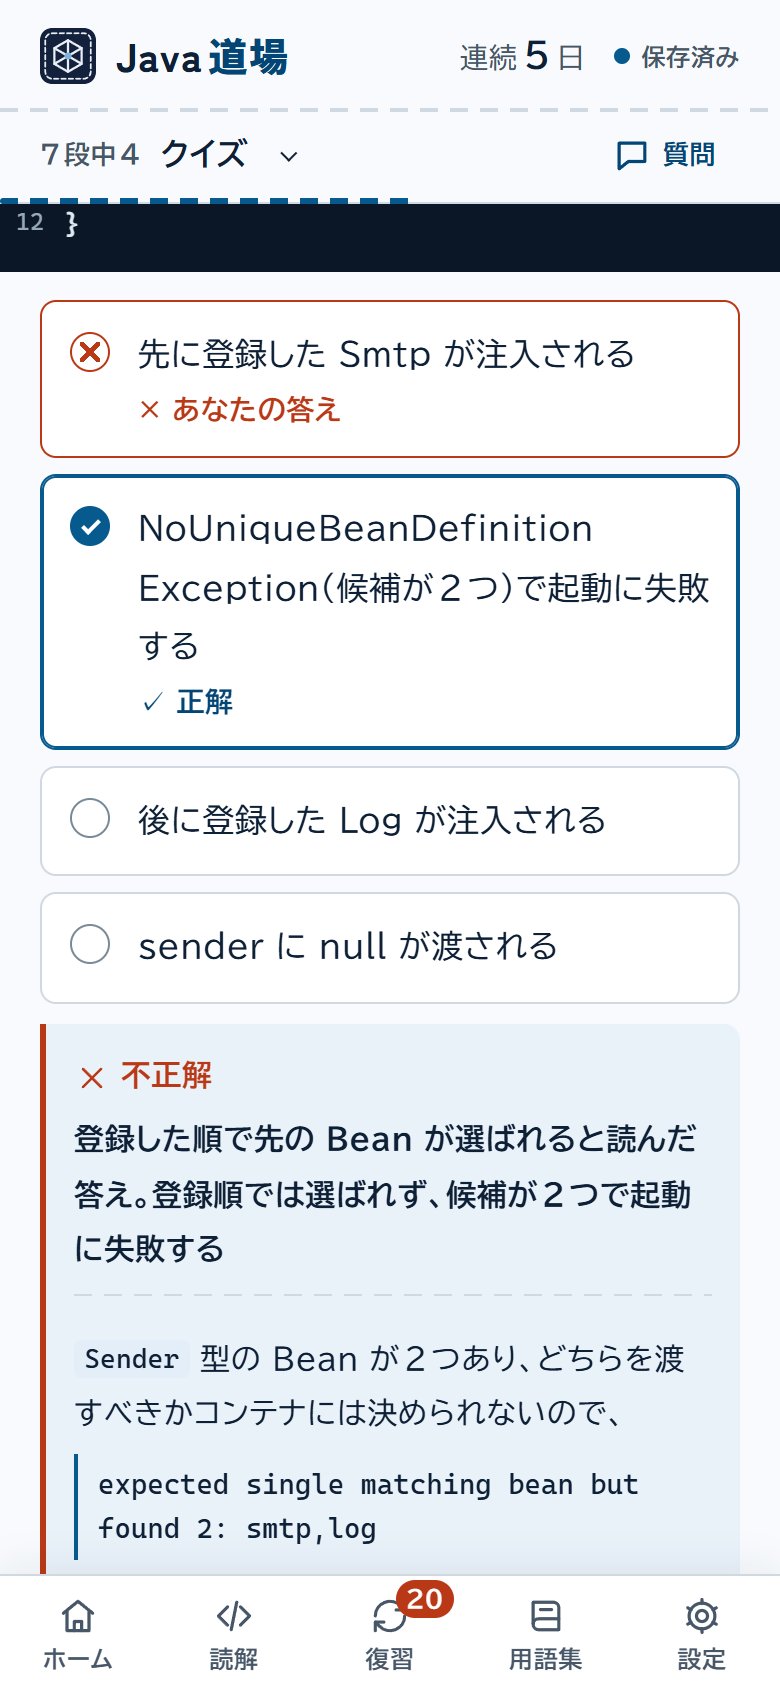 Java道場
連続 5 日
保存済み
7段中4 クイズ
質問
12 }
先に登録した Smtp が注入される
× あなたの答え
NoUniqueBeanDefinition
Exception(候補が2つ)で起動に失敗
する
✓ 正解
後に登録した Log が注入される
sender に null が渡される
× 不正解
登録した順で先の Bean が選ばれると読んだ
答え。登録順では選ばれず、候補が2つで起動
に失敗する
Sender 型の Bean が2つあり、どちらを渡
すべきかコンテナには決められないので、
expected single matching bean but
found 2: smtp,log
20
ホーム
読解
復習
用語集
設定